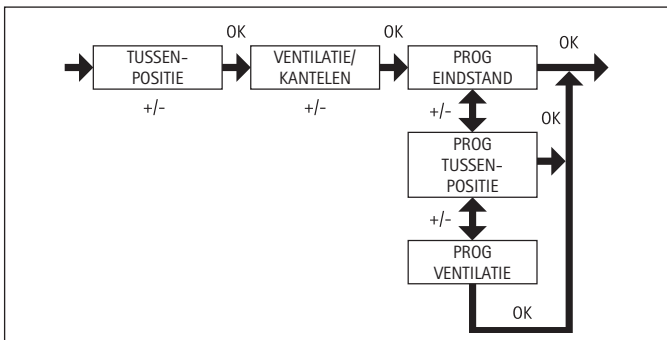 OK
OK
OK
TUSSEN-
POSITIE
VENTILATIE/
KANTELEN
PROG
EINDSTAND
+/-
+/-
+/-
OK
PROG
TUSSEN-
POSITIE
+/-
PROG
VENTILATIE
OK